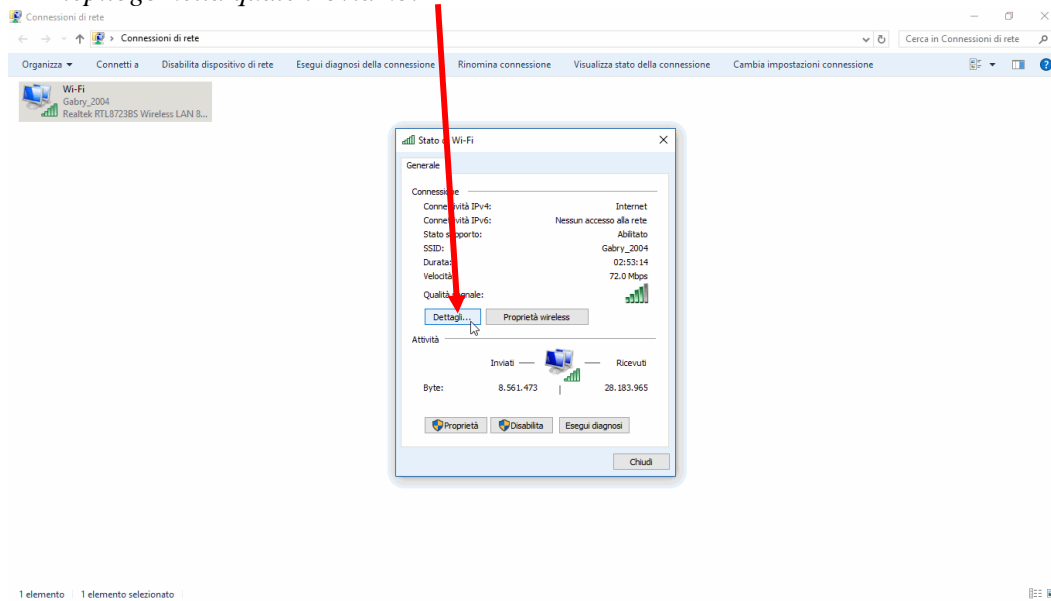 Connessioni di rete
Connessioni di rete
Cerca in Connessioni di rete
Organizza
Connetti a
Disabilita dispositivo di rete
Esegui diagnosi della connessione
Rinomina connessione
Visualizza stato della connessione
Cambia impostazioni connessione
Wi-Fi
Gabry_2004
Realtek RTL8723BS Wireless LAN 8...
Stato di Wi-Fi
Generale
Connessione
Connettività IPv4: Internet
Connettività IPv6: Nessun accesso alla rete
Stato supporto: Abilitato
SSID: Gabry_2004
Durata: 02:53:14
Velocità: 72.0 Mbps
Qualità segnale:
Dettagli...
Proprietà wireless
Attività
Inviati — — Ricevuti
Byte: 8.561.473 | 28.183.965
Proprietà
Disabilita
Esegui diagnosi
Chiudi
1 elemento
1 elemento selezionato